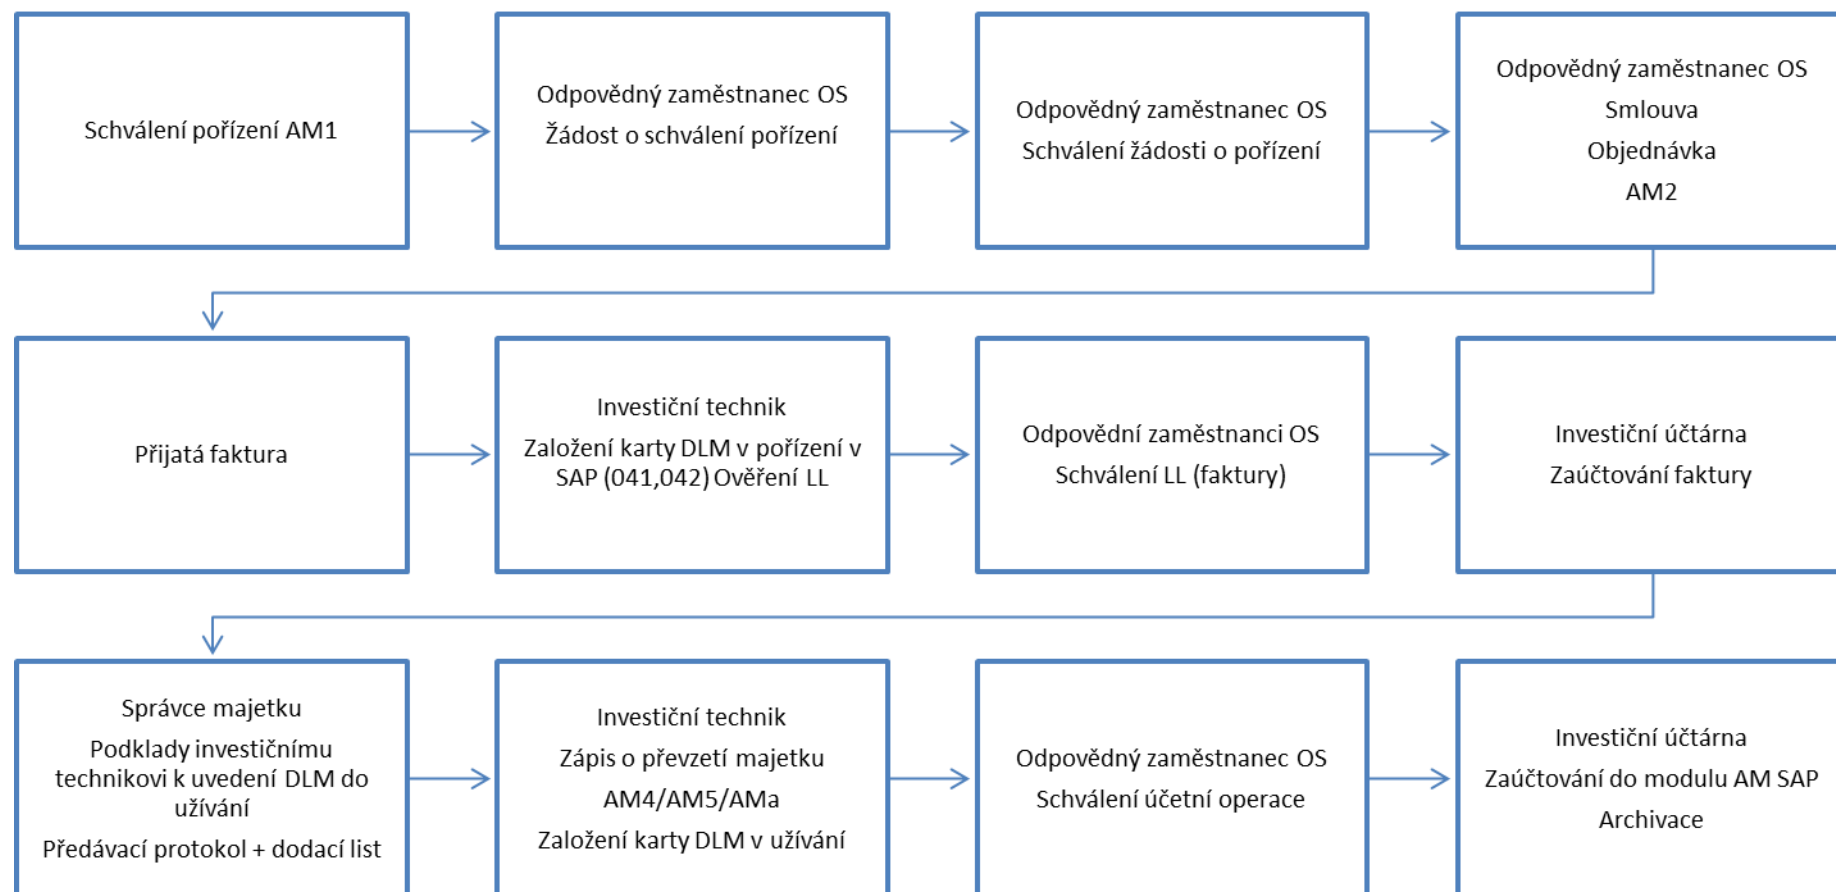 Schválení pořízení AM1
Odpovědný zaměstnanec OS
Žádost o schválení pořízení
Odpovědný zaměstnanec OS
Schválení žádosti o pořízení
Odpovědný zaměstnanec OS
Smlouva
Objednávka
AM2
Přijatá faktura
Investiční technik
Založení karty DLM v pořízení v
SAP (041,042) Ověření LL
Odpovědní zaměstnanci OS
Schválení LL (faktury)
Investiční účtárna
Zaúčtování faktury
Správce majetku
Podklady investičnímu
technikovi k uvedení DLM do
užívání
Předávací protokol + dodací list
Investiční technik
Zápis o převzetí majetku
AM4/AM5/AMa
Založení karty DLM v užívání
Odpovědný zaměstnanec OS
Schválení účetní operace
Investiční účtárna
Zaúčtování do modulu AM SAP
Archivace